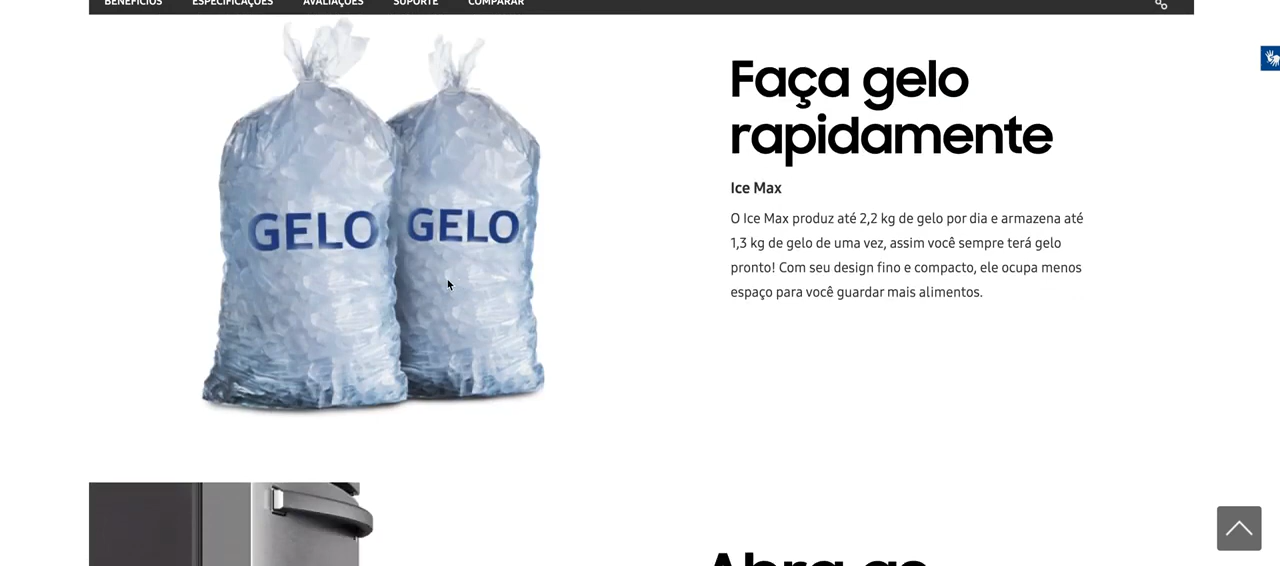 BENEFÍCIOS ESPECIFICAÇÕES AVALIAÇÕES SUPORTE COMPARAR
GELO GELO
Faça gelo
rapidamente
Ice Max
O Ice Max produz até 2,2 kg de gelo por dia e armazena até
1,3 kg de gelo de uma vez, assim você sempre terá gelo
pronto! Com seu design fino e compacto, ele ocupa menos
espaço para você guardar mais alimentos.